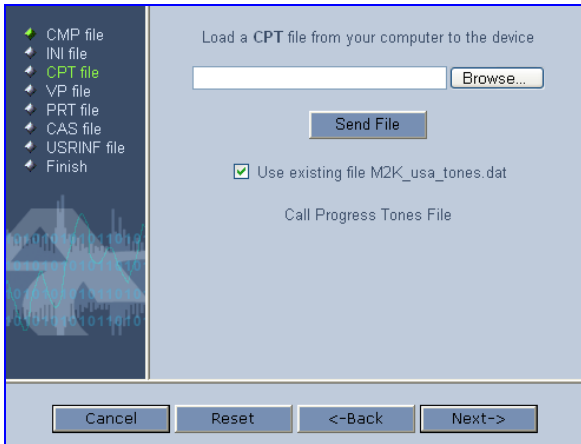 CMP file
INI file
CPT file
VP file
PRT file
CAS file
USRINF file
Finish
Load a CPT file from your computer to the device
Browse...
Send File
Use existing file M2K_usa_tones.dat
Call Progress Tones File
Cancel
Reset
<-Back
Next->